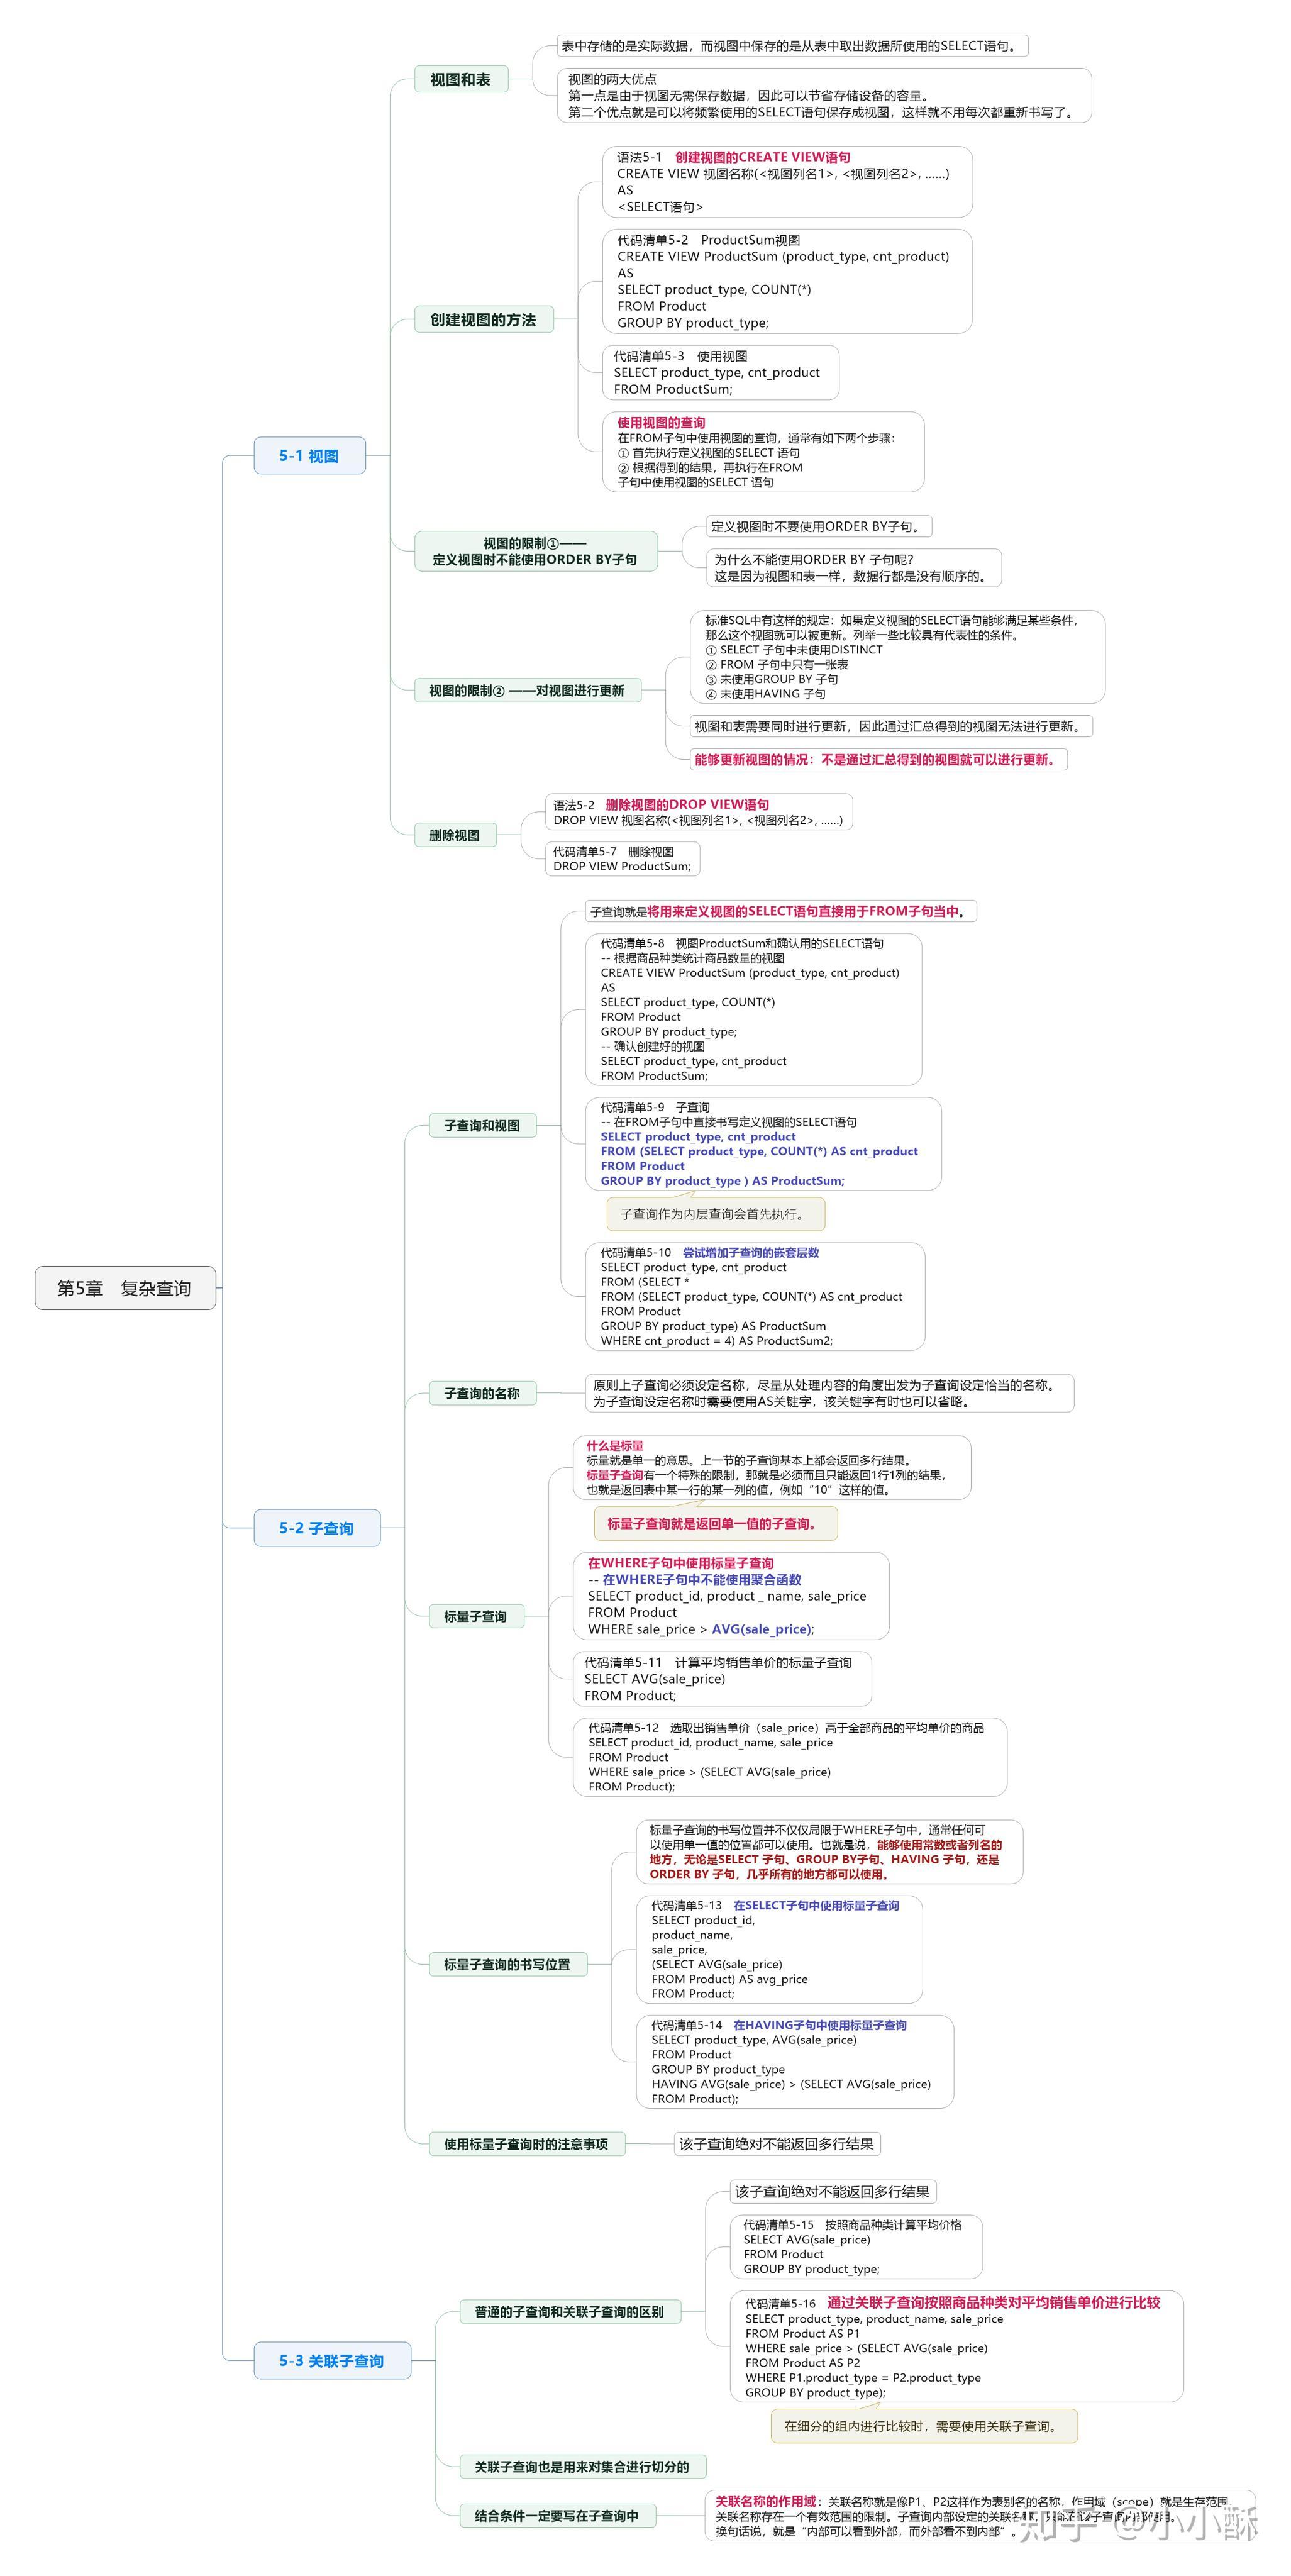 第5章　复杂查询
5-1 视图
视图和表
表中存储的是实际数据，而视图中保存的是从表中取出数据所使用的SELECT语句。
视图的两大优点
第一点是由于视图无需保存数据，因此可以节省存储设备的容量。
第二个优点就是可以将频繁使用的SELECT语句保存成视图，这样就不用每次都重新书写了。
创建视图的方法
语法5-1　创建视图的CREATE VIEW语句
CREATE VIEW 视图名称(<视图列名1>, <视图列名2>, ……)
AS
<SELECT语句>
代码清单5-2　ProductSum视图
CREATE VIEW ProductSum (product_type, cnt_product)
AS
SELECT product_type, COUNT(*)
FROM Product
GROUP BY product_type;
代码清单5-3　使用视图
SELECT product_type, cnt_product
FROM ProductSum;
使用视图的查询
在FROM子句中使用视图的查询，通常有如下两个步骤：
① 首先执行定义视图的SELECT 语句
② 根据得到的结果，再执行在FROM
子句中使用视图的SELECT 语句
视图的限制①——
定义视图时不能使用ORDER BY子句
定义视图时不要使用ORDER BY子句。
为什么不能使用ORDER BY 子句呢？
这是因为视图和表一样，数据行都是没有顺序的。
视图的限制② ——对视图进行更新
标准SQL中有这样的规定：如果定义视图的SELECT语句能够满足某些条件，
那么这个视图就可以被更新。列举一些比较具有代表性的条件。
① SELECT 子句中未使用DISTINCT
② FROM 子句中只有一张表
③ 未使用GROUP BY 子句
④ 未使用HAVING 子句
视图和表需要同时进行更新，因此通过汇总得到的视图无法进行更新。
能够更新视图的情况：不是通过汇总得到的视图就可以进行更新。
删除视图
语法5-2　删除视图的DROP VIEW语句
DROP VIEW 视图名称(<视图列名1>, <视图列名2>, ……)
代码清单5-7　删除视图
DROP VIEW ProductSum;
5-2 子查询
子查询和视图
子查询就是将用来定义视图的SELECT语句直接用于FROM子句当中。
代码清单5-8　视图ProductSum和确认用的SELECT语句
-- 根据商品种类统计商品数量的视图
CREATE VIEW ProductSum (product_type, cnt_product)
AS
SELECT product_type, COUNT(*)
FROM Product
GROUP BY product_type;
-- 确认创建好的视图
SELECT product_type, cnt_product
FROM ProductSum;
代码清单5-9　子查询
-- 在FROM子句中直接书写定义视图的SELECT语句
SELECT product_type, cnt_product
FROM (SELECT product_type, COUNT(*) AS cnt_product
FROM Product
GROUP BY product_type ) AS ProductSum;
子查询作为内层查询会首先执行。
代码清单5-10　尝试增加子查询的嵌套层数
SELECT product_type, cnt_product
FROM (SELECT *
FROM (SELECT product_type, COUNT(*) AS cnt_product
FROM Product
GROUP BY product_type) AS ProductSum
WHERE cnt_product = 4) AS ProductSum2;
子查询的名称
原则上子查询必须设定名称，尽量从处理内容的角度出发为子查询设定恰当的名称。
为子查询设定名称时需要使用AS关键字，该关键字有时也可以省略。
标量子查询
什么是标量
标量就是单一的意思。上一节的子查询基本上都会返回多行结果。
标量子查询有一个特殊的限制，那就是必须而且只能返回1行1列的结果，
也就是返回表中某一行的某一列的值，例如“10”这样的值。
标量子查询就是返回单一值的子查询。
在WHERE子句中使用标量子查询
-- 在WHERE子句中不能使用聚合函数
SELECT product_id, product _ name, sale_price
FROM Product
WHERE sale_price > AVG(sale_price);
代码清单5-11　计算平均销售单价的标量子查询
SELECT AVG(sale_price)
FROM Product;
代码清单5-12　选取出销售单价（sale_price）高于全部商品的平均单价的商品
SELECT product_id, product_name, sale_price
FROM Product
WHERE sale_price > (SELECT AVG(sale_price)
FROM Product);
标量子查询的书写位置
标量子查询的书写位置并不仅仅局限于WHERE子句中，通常任何可
以使用单一值的位置都可以使用。也就是说，能够使用常数或者列名的
地方，无论是SELECT 子句、GROUP BY子句、HAVING 子句，还是
ORDER BY 子句，几乎所有的地方都可以使用。
代码清单5-13　在SELECT子句中使用标量子查询
SELECT product_id,
product_name,
sale_price,
(SELECT AVG(sale_price)
FROM Product) AS avg_price
FROM Product;
代码清单5-14　在HAVING子句中使用标量子查询
SELECT product_type, AVG(sale_price)
FROM Product
GROUP BY product_type
HAVING AVG(sale_price) > (SELECT AVG(sale_price)
FROM Product);
使用标量子查询时的注意事项
该子查询绝对不能返回多行结果
5-3 关联子查询
普通的子查询和关联子查询的区别
该子查询绝对不能返回多行结果
代码清单5-15　按照商品种类计算平均价格
SELECT AVG(sale_price)
FROM Product
GROUP BY product_type;
代码清单5-16　通过关联子查询按照商品种类对平均销售单价进行比较
SELECT product_type, product_name, sale_price
FROM Product AS P1
WHERE sale_price > (SELECT AVG(sale_price)
FROM Product AS P2
WHERE P1.product_type = P2.product_type
GROUP BY product_type);
在细分的组内进行比较时，需要使用关联子查询。
关联子查询也是用来对集合进行切分的
结合条件一定要写在子查询中
关联名称的作用域：关联名称就是像P1、P2这样作为表别名的名称，作用域（scope）就是生存范围
关联名称存在一个有效范围的限制。子查询内部设定的关联名称，只能在该子查询内部使用。
换句话说，就是“内部可以看到外部，而外部看不到内部”。
知乎 @小小酥